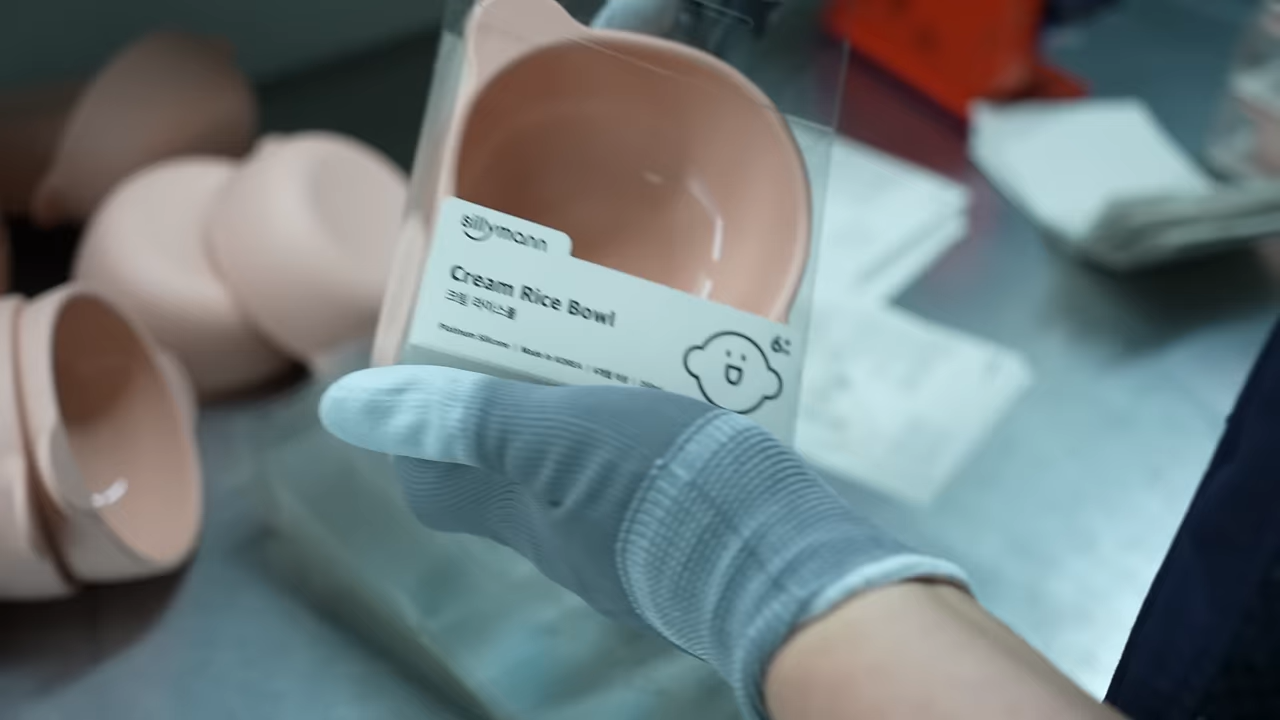 sillymann
Cream Rice Bowl
크림 라이스볼
Platinum Silicone | Made in KOREA |
6